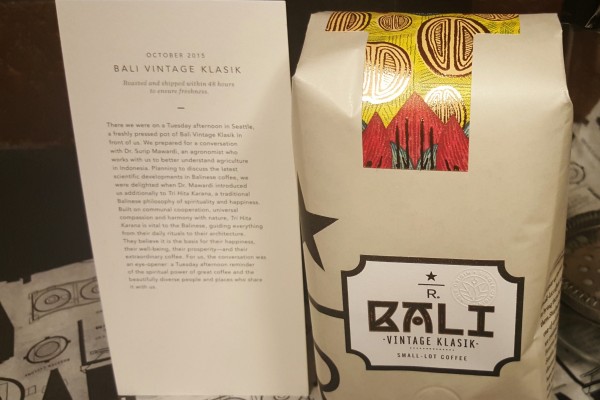 OCTOBER 2015
BALI VINTAGE KLASIK
Roasted and shipped within 48 hours
to ensure freshness.
There we were on a Tuesday afternoon in Seattle,
a freshly pressed pot of Bali Vintage Klasik in
front of us. We prepared for a conversation
with Dr. Surip Mawardi, an agronomist who
works with us to better understand agriculture
in Indonesia. Planning to discuss the latest
scientific developments in Balinese coffee, we
were delighted when Dr. Mawardi introduced
us additionally to Tri Hita Karana, a traditional
Balinese philosophy of spirituality and happiness.
Built on communal cooperation, universal
compassion and harmony with nature, Tri Hita
Karana is vital to the Balinese, guiding everything
from their daily rituals to their architecture.
They believe it is the basis for their happiness,
their well-being, their prosperity—and their
extraordinary coffee. For us, the conversation was
an eye-opener: a Tuesday afternoon reminder
of the spiritual power of great coffee and the
beautifully diverse people and places who share
it with us.
R.
BALI
·VINTAGE KLASIK·
SMALL-LOT COFFEE